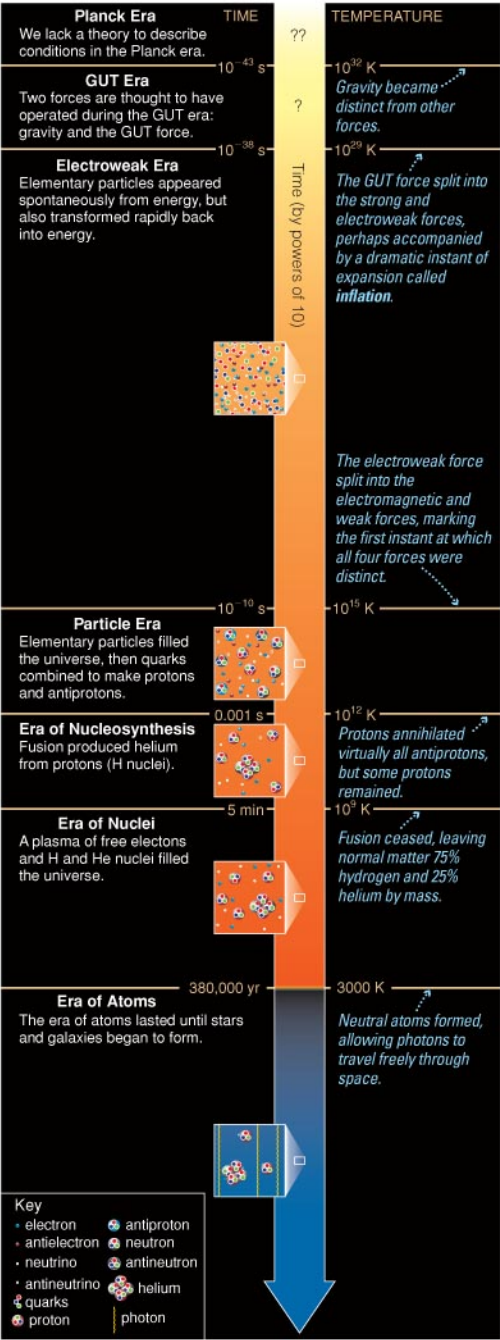 Planck Era
We lack a theory to describe
conditions in the Planck era.
TIME
TEMPERATURE
??
10⁻⁴³ s
10³² K
GUT Era
Two forces are thought to have
operated during the GUT era:
gravity and the GUT force.
?
Gravity became
distinct from other
forces.
10⁻³⁸ s
10²⁹ K
Electroweak Era
Elementary particles appeared
spontaneously from energy, but
also transformed rapidly back
into energy.
Time (by powers of 10)
The GUT force split into
the strong and
electroweak forces,
perhaps accompanied
by a dramatic instant of
expansion called
inflation.
The electroweak force
split into the
electromagnetic and
weak forces, marking
the first instant at which
all four forces were
distinct.
10⁻¹⁰ s
10¹⁵ K
Particle Era
Elementary particles filled
the universe, then quarks
combined to make protons
and antiprotons.
0.001 s
10¹² K
Era of Nucleosynthesis
Fusion produced helium
from protons (H nuclei).
Protons annihilated
virtually all antiprotons,
but some protons
remained.
5 min
10⁹ K
Era of Nuclei
A plasma of free electons
and H and He nuclei filled
the universe.
Fusion ceased, leaving
normal matter 75%
hydrogen and 25%
helium by mass.
380,000 yr
3000 K
Era of Atoms
The era of atoms lasted until stars
and galaxies began to form.
Neutral atoms formed,
allowing photons to
travel freely through
space.
Key
electron
antielectron
neutrino
antineutrino
quarks
proton
antiproton
neutron
antineutron
helium
photon